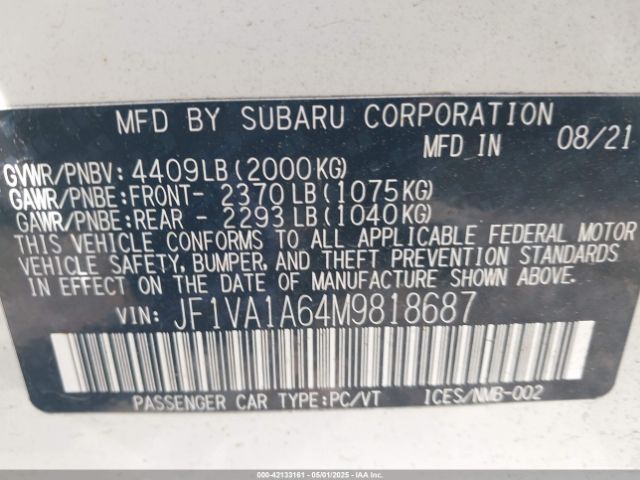 MFD BY SUBARU CORPORATION
MFD IN 08/21
GVWR/PNBV: 4409LB(2000KG)
GAWR/PNBE:FRONT- 2370LB(1075KG)
GAWR/PNBE:REAR - 2293LB(1040KG)
THIS VEHICLE CONFORMS TO ALL APPLICABLE FEDERAL MOTOR
VEHICLE SAFETY, BUMPER, AND THEFT PREVENTION STANDARDS
IN EFFECT ON THE DATE OF MANUFACTURE SHOWN ABOVE.
VIN: JF1VA1A64M9818687
PASSENGER CAR TYPE:PC/VT ICES/NMB-002
000-42133161 - 05/01/2025 - IAAI